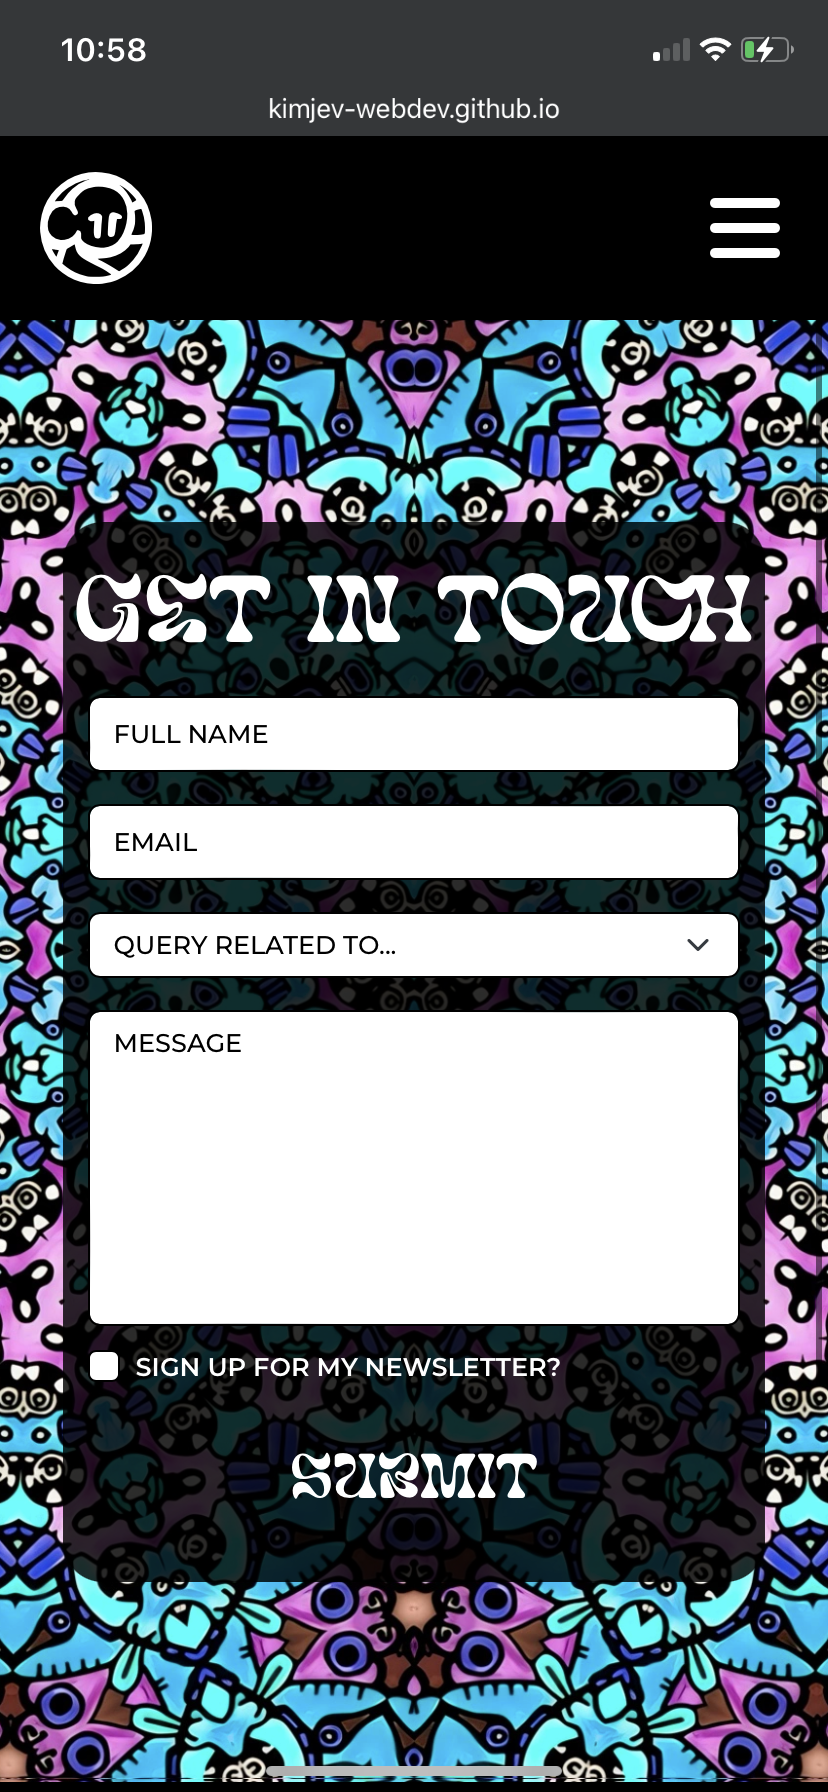 10:58
kimjev-webdev.github.io
GET IN TOUCH
FULL NAME
EMAIL
QUERY RELATED TO...
MESSAGE
SIGN UP FOR MY NEWSLETTER?
SUBMIT